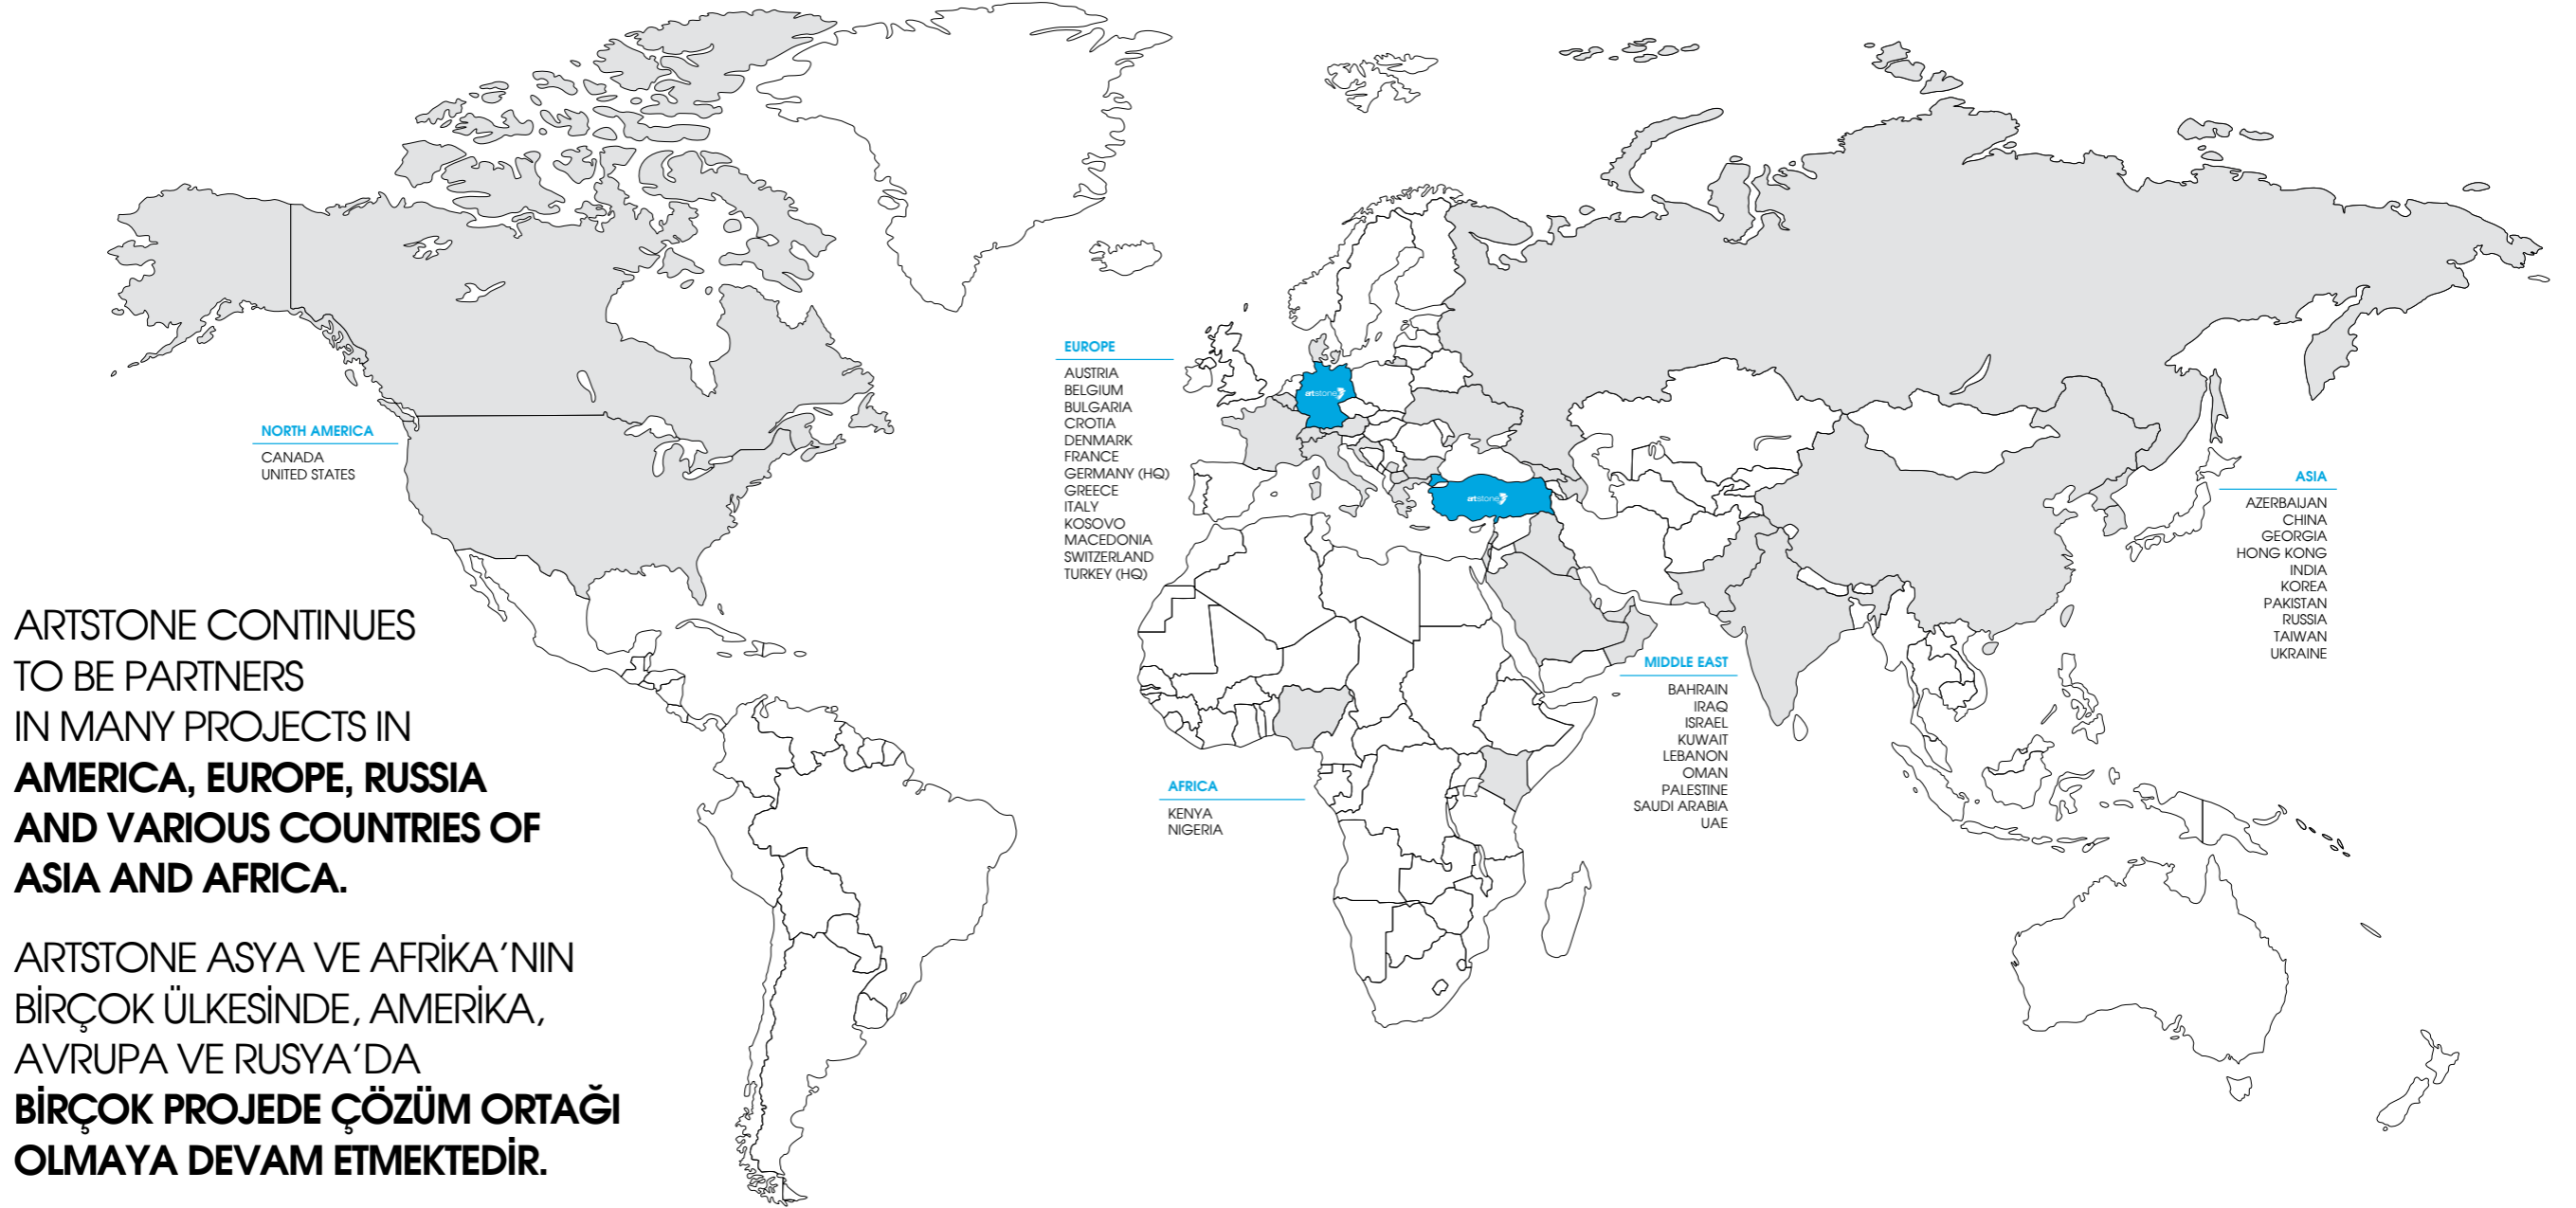 NORTH AMERICA
CANADA
UNITED STATES
EUROPE
AUSTRIA
BELGIUM
BULGARIA
CROTIA
DENMARK
FRANCE
GERMANY (HQ)
GREECE
ITALY
KOSOVO
MACEDONIA
SWITZERLAND
TURKEY (HQ)
artstone
artstone
ASIA
AZERBAIJAN
CHINA
GEORGIA
HONG KONG
INDIA
KOREA
PAKISTAN
RUSSIA
TAIWAN
UKRAINE
MIDDLE EAST
BAHRAIN
IRAQ
ISRAEL
KUWAIT
LEBANON
OMAN
PALESTINE
SAUDI ARABIA
UAE
AFRICA
KENYA
NIGERIA
ARTSTONE CONTINUES
TO BE PARTNERS
IN MANY PROJECTS IN
AMERICA, EUROPE, RUSSIA
AND VARIOUS COUNTRIES OF
ASIA AND AFRICA.
ARTSTONE ASYA VE AFRİKA'NIN
BİRÇOK ÜLKESİNDE, AMERİKA,
AVRUPA VE RUSYA'DA
BİRÇOK PROJEDE ÇÖZÜM ORTAĞI
OLMAYA DEVAM ETMEKTEDİR.